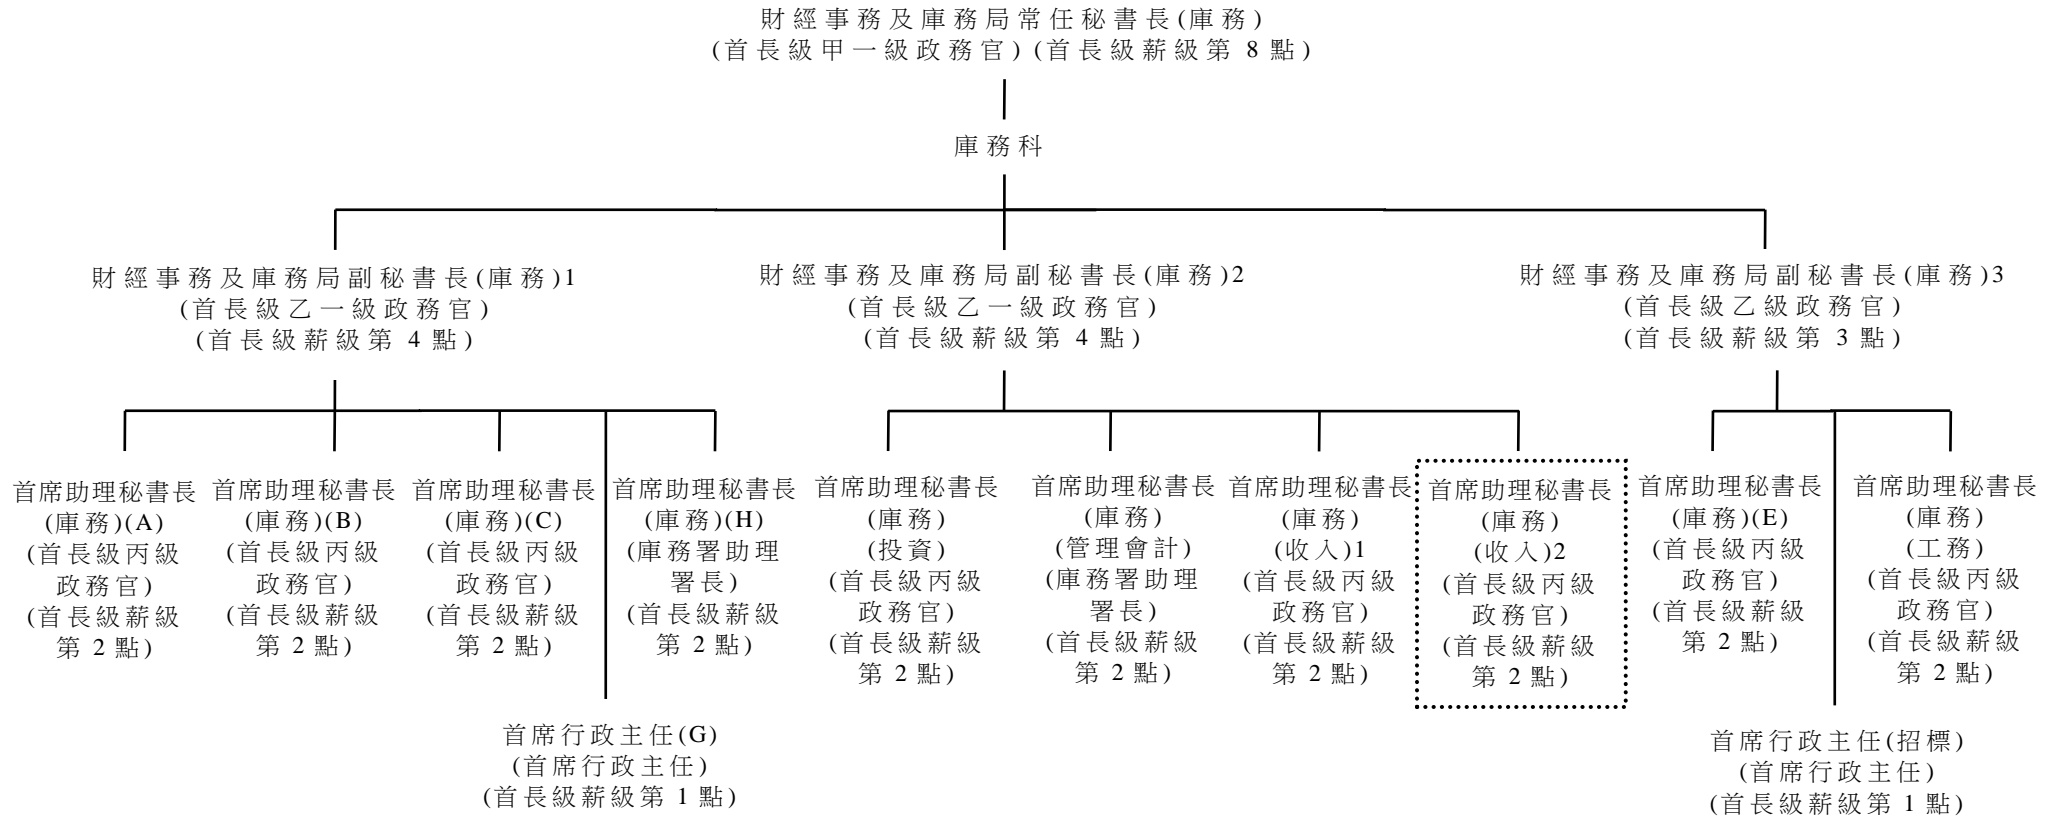 財經事務及庫務局常任秘書長(庫務)
(首長級甲一級政務官)(首長級薪級第 8 點)
庫務科
財經事務及庫務局副秘書長(庫務)1
(首長級乙一級政務官)
(首長級薪級第 4 點)
財經事務及庫務局副秘書長(庫務)2
(首長級乙一級政務官)
(首長級薪級第 4 點)
財經事務及庫務局副秘書長(庫務)3
(首長級乙級政務官)
(首長級薪級第 3 點)
首席助理秘書長
(庫務)(A)
(首長級丙級
政務官)
(首長級薪級
第 2 點)
首席助理秘書長
(庫務)(B)
(首長級丙級
政務官)
(首長級薪級
第 2 點)
首席助理秘書長
(庫務)(C)
(首長級丙級
政務官)
(首長級薪級
第 2 點)
首席行政主任(G)
(首席行政主任)
(首長級薪級第 1 點)
首席助理秘書長
(庫務)(H)
(庫務署助理
署長)
(首長級薪級
第 2 點)
首席助理秘書長
(庫務)
(投資)
(首長級丙級
政務官)
(首長級薪級
第 2 點)
首席助理秘書長
(庫務)
(管理會計)
(庫務署助理
署長)
(首長級薪級
第 2 點)
首席助理秘書長
(庫務)
(收入)1
(首長級丙級
政務官)
(首長級薪級
第 2 點)
首席助理秘書長
(庫務)
(收入)2
(首長級丙級
政務官)
(首長級薪級
第 2 點)
首席助理秘書長
(庫務)(E)
(首長級丙級
政務官)
(首長級薪級
第 2 點)
首席行政主任(招標)
(首席行政主任)
(首長級薪級第 1 點)
首席助理秘書長
(庫務)
(工務)
(首長級丙級
政務官)
(首長級薪級
第 2 點)